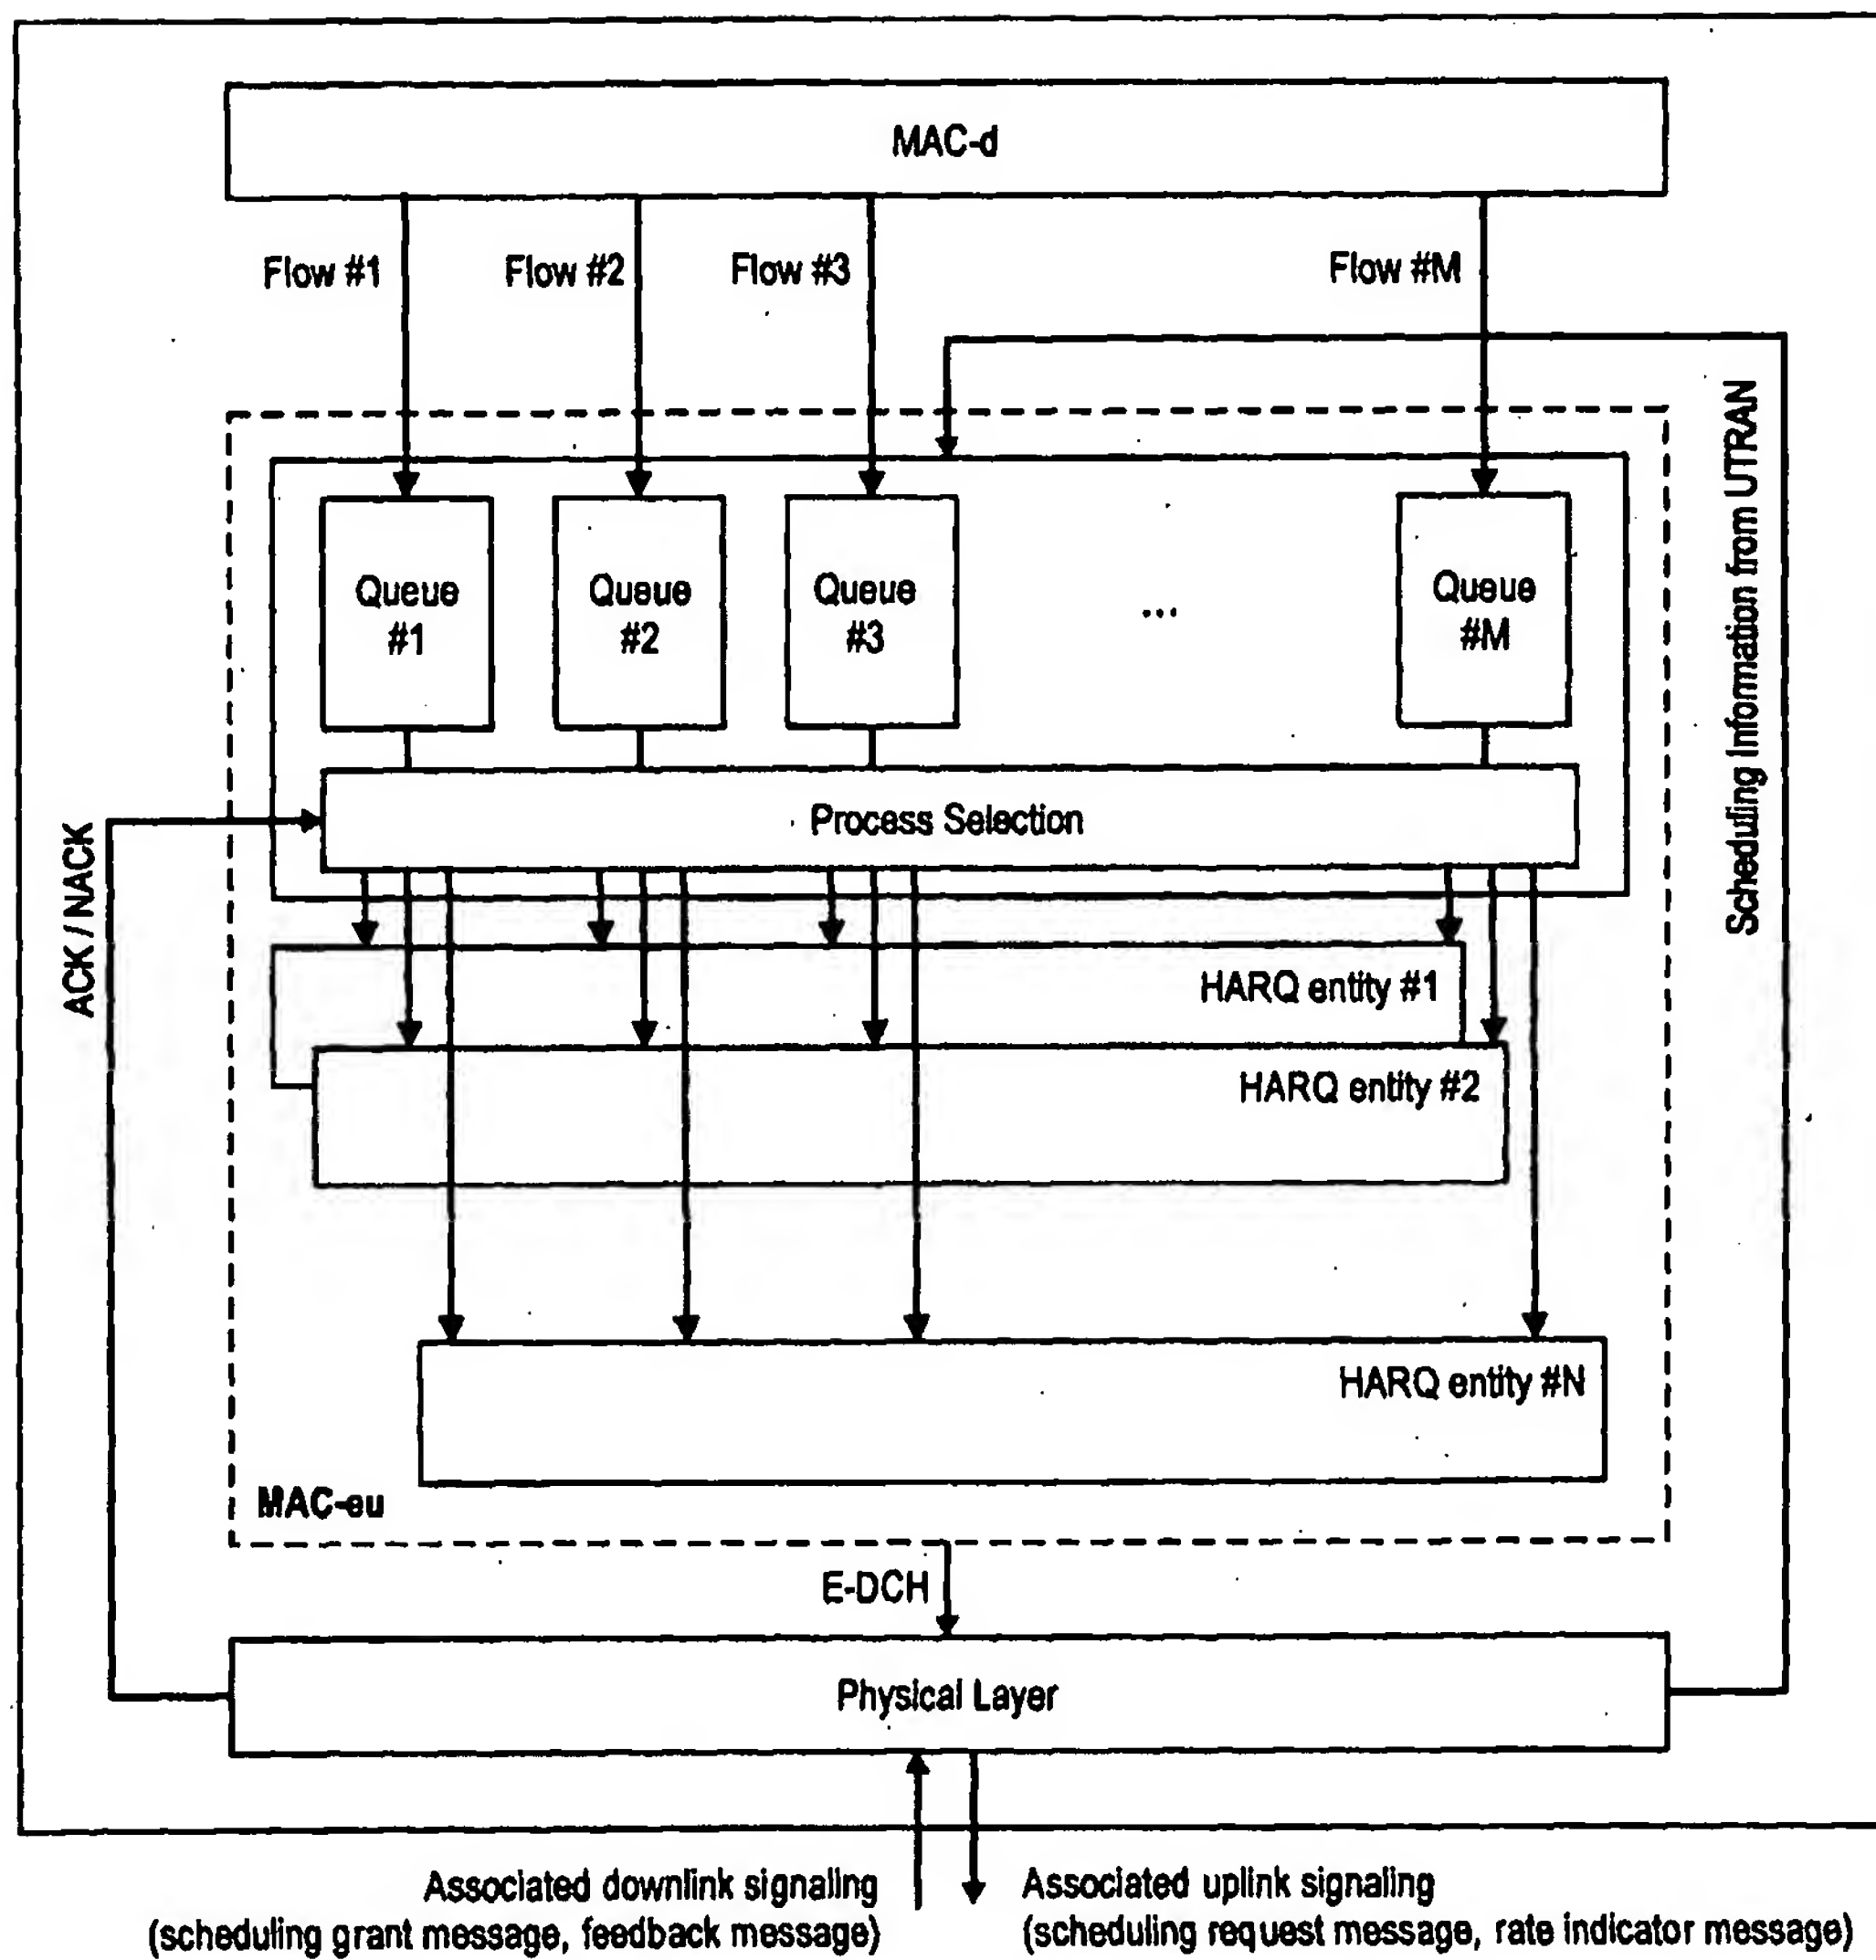 MAC-d
Flow #1
Flow #2
Flow #3
Flow #M
Scheduling Information from UTRAN
Queue
#1
Queue
#2
Queue
#3
...
Queue
#M
Process Selection
ACK / NACK
HARQ entity #1
HARQ entity #2
HARQ entity #N
MAC-eu
E-DCH
Physical Layer
Associated downlink signaling
(scheduling grant message, feedback message)
Associated uplink signaling
(scheduling request message, rate indicator message)